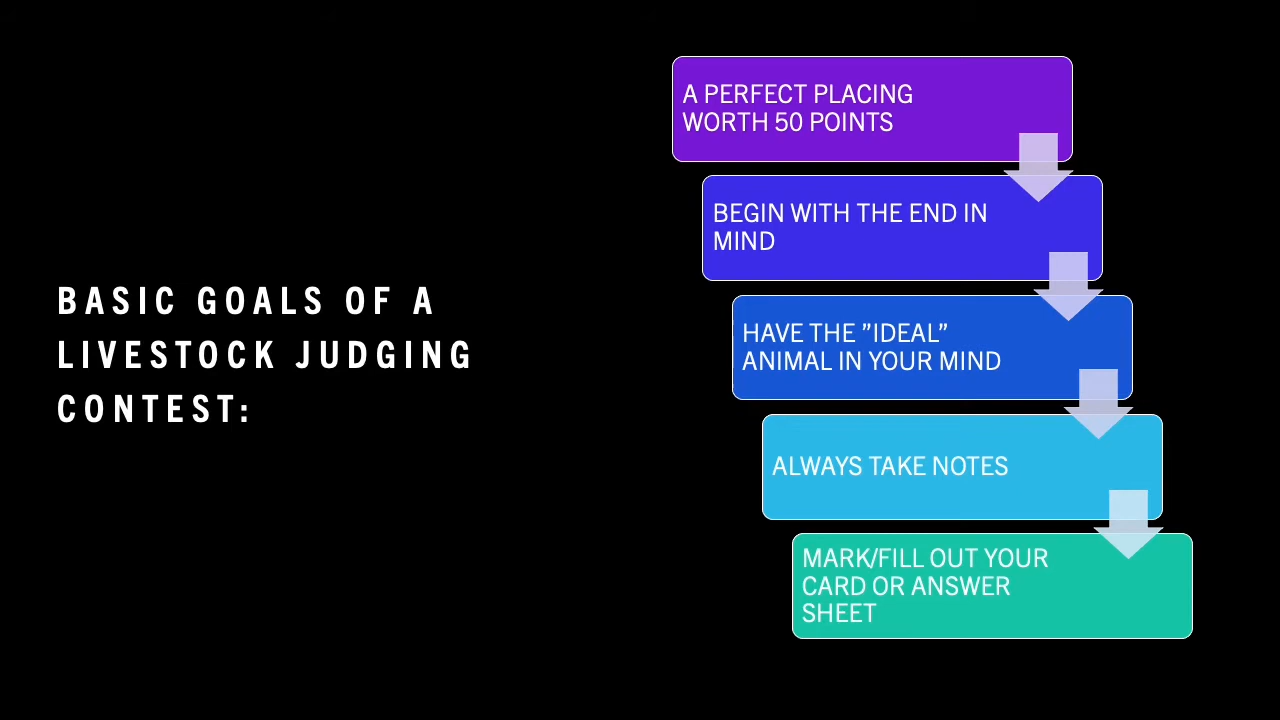 BASIC GOALS OF A
LIVESTOCK JUDGING
CONTEST:
A PERFECT PLACING
WORTH 50 POINTS
BEGIN WITH THE END IN
MIND
HAVE THE ”IDEAL”
ANIMAL IN YOUR MIND
ALWAYS TAKE NOTES
MARK/FILL OUT YOUR
CARD OR ANSWER
SHEET